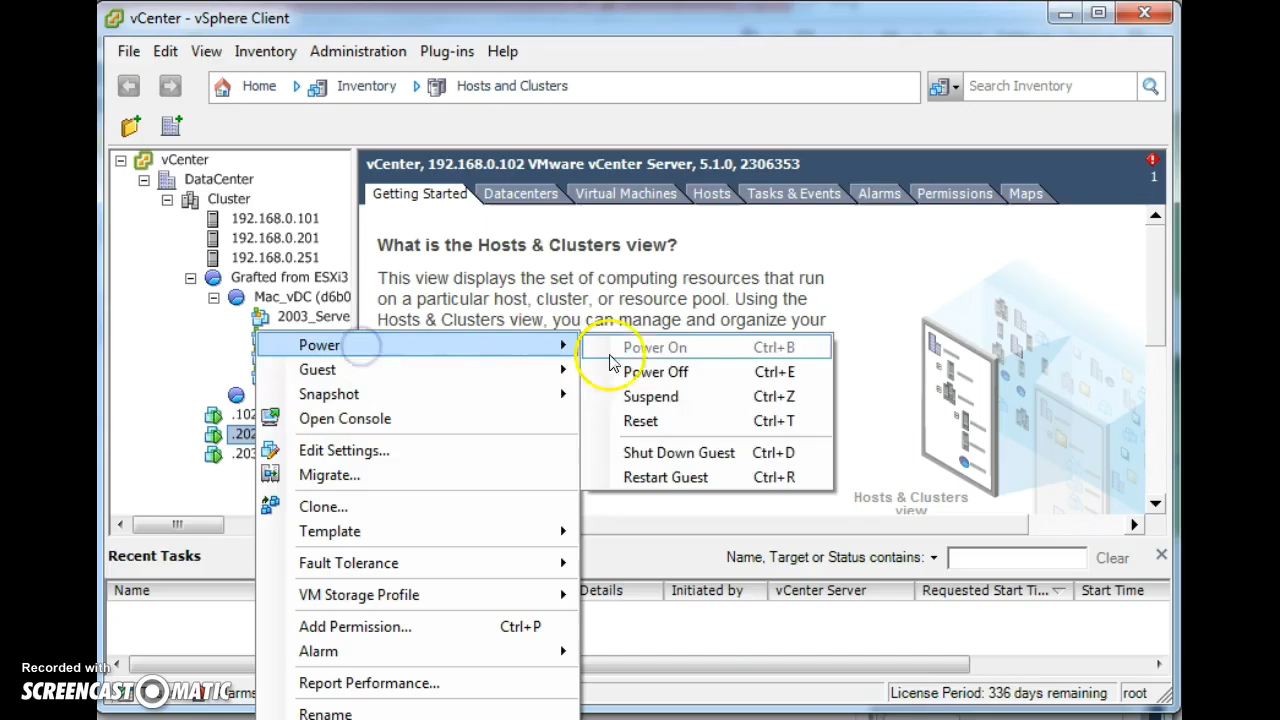 vCenter - vSphere Client
File Edit View Inventory Administration Plug-ins Help
Home Inventory Hosts and Clusters
Search Inventory
vCenter
DataCenter
Cluster
192.168.0.101
192.168.0.201
192.168.0.251
Grafted from ESXi3
Mac_vDC (d6b0
2003_Serve
.102
.202
.203
vCenter, 192.168.0.102 VMware vCenter Server, 5.1.0, 2306353
1
Getting Started Datacenters Virtual Machines Hosts Tasks & Events Alarms Permissions Maps
What is the Hosts & Clusters view?
This view displays the set of computing resources that run
on a particular host, cluster, or resource pool. Using the
Hosts & Clusters view, you can manage and organize your
Hosts & Clusters
view
Power
Guest
Snapshot
Open Console
Edit Settings...
Migrate...
Clone...
Template
Fault Tolerance
VM Storage Profile
Add Permission... Ctrl+P
Alarm
Report Performance...
Rename
Power On Ctrl+B
Power Off Ctrl+E
Suspend Ctrl+Z
Reset Ctrl+T
Shut Down Guest Ctrl+D
Restart Guest Ctrl+R
Recent Tasks
Name, Target or Status contains: Clear
Name Details Initiated by vCenter Server Requested Start Ti... Start Time
License Period: 336 days remaining root
Recorded with
SCREENCAST-O-MATIC